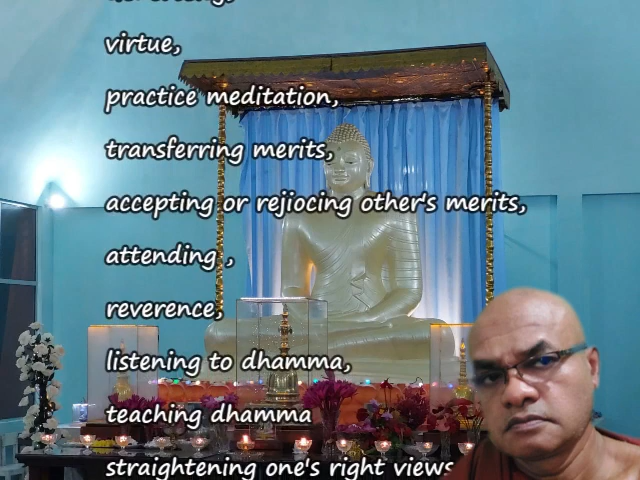 virtue,
practice meditation,
transferring merits,
accepting or rejiocing other's merits,
attending ,
reverence,
listening to dhamma,
teaching dhamma
straightening one's right views